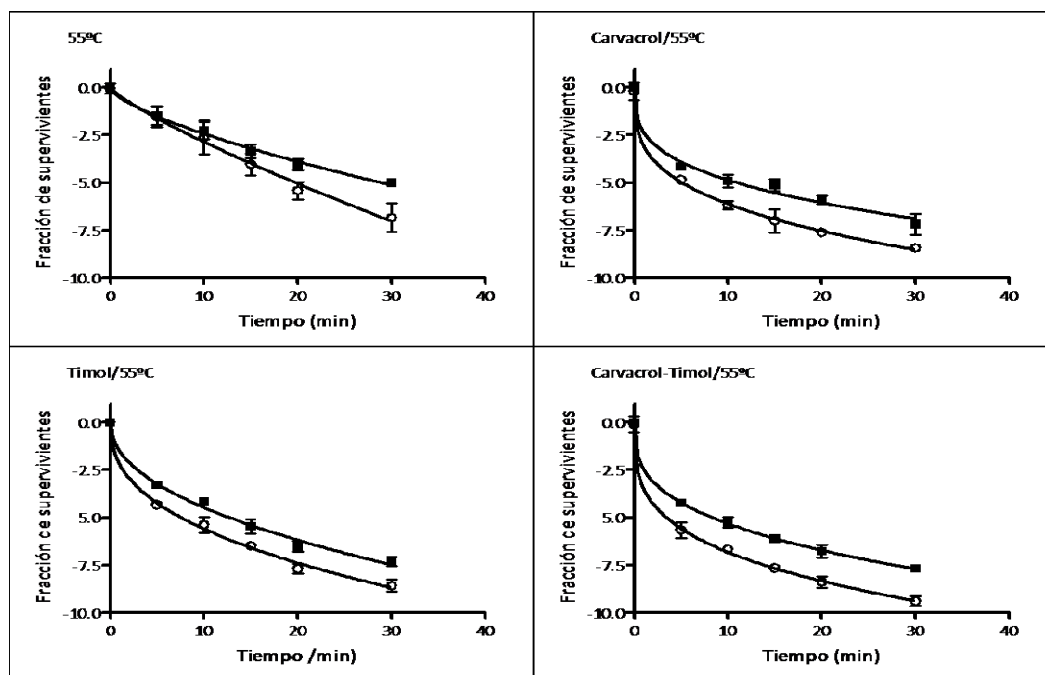 55ºC
Fracción de supervivientes
0.0
-2.5
-5.0
-7.5
-10.0
0 10 20 30 40
Tiempo (min)
Carvacrol/55ºC
Fracción de supervivientes
0.0
-2.5
-5.0
-7.5
-10.0
0 10 20 30 40
Tiempo (min)
Timol/55ºC
Fracción de supervivientes
0.0
-2.5
-5.0
-7.5
-10.0
0 10 20 30 40
Tiempo /min)
Carvacrol-Timol/55ºC
Fracción ce supervivientes
0.0
-2.5
-5.0
-7.5
-10.0
0 10 20 30 40
Tiempo (min)